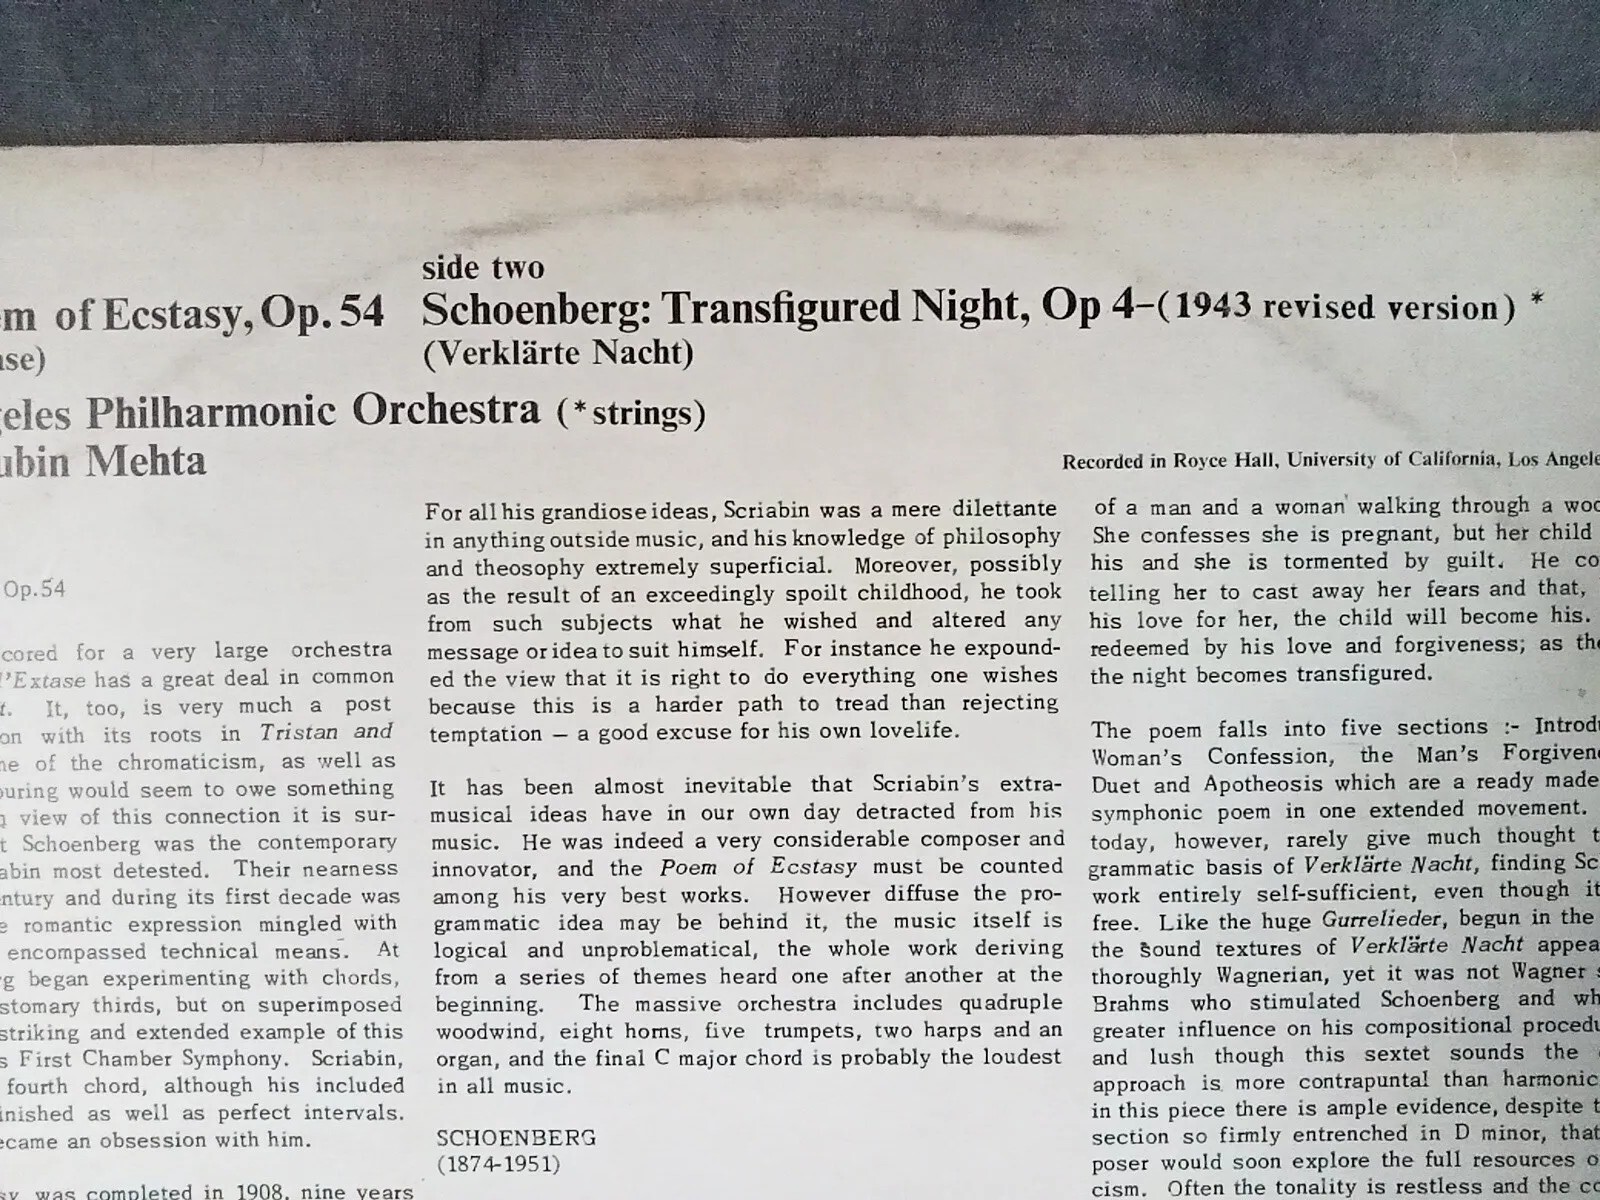 of Ecstasy, Op. 54
side two
Schoenberg: Transfigured Night, Op 4-(1943 revised version) *
(Verklärte Nacht)
Philharmonic Orchestra (*strings)
Mehta
Recorded in Royce Hall, University of California, Los
Op.54
for a very large orchestra
l'Extase has a great deal in common
It, too, is very much a post
with its roots in Tristan and
of the chromaticism, as well as
would seem to owe something
view of this connection it is sur-
Schoenberg was the contemporary
most detested. Their nearness
and during its first decade was
romantic expression mingled with
encompassed technical means. At
began experimenting with chords,
thirds, but on superimposed
striking and extended example of this
First Chamber Symphony. Scriabin,
fourth chord, although his included
as well as perfect intervals.
an obsession with him.
was completed in 1908, nine years
For all his grandiose ideas, Scriabin was a mere dilettante
in anything outside music, and his knowledge of philosophy
and theosophy extremely superficial. Moreover, possibly
as the result of an exceedingly spoilt childhood, he took
from such subjects what he wished and altered any
message or idea to suit himself. For instance he expound-
ed the view that it is right to do everything one wishes
because this is a harder path to tread than rejecting
temptation – a good excuse for his own lovelife.
It has been almost inevitable that Scriabin's extra-
musical ideas have in our own day detracted from his
music. He was indeed a very considerable composer and
innovator, and the Poem of Ecstasy must be counted
among his very best works. However diffuse the pro-
grammatic idea may be behind it, the music itself is
logical and unproblematical, the whole work deriving
from a series of themes heard one after another at the
beginning. The massive orchestra includes quadruple
woodwind, eight horns, five trumpets, two harps and an
organ, and the final C major chord is probably the loudest
in all music.
SCHOENBERG
(1874-1951)
of a man and a woman walking through a
She confesses she is pregnant, but her child
his and she is tormented by guilt. He
telling her to cast away her fears and that,
his love for her, the child will become his.
redeemed by his love and forgiveness; as
the night becomes transfigured.
The poem falls into five sections :-
Woman's Confession, the Man's
Duet and Apotheosis which are a ready made
symphonic poem in one extended movement.
today, however, rarely give much thought
grammatic basis of Verklärte Nacht, finding
work entirely self-sufficient, even though
free. Like the huge Gurrelieder, begun in the
the sound textures of Verklärte Nacht
thoroughly Wagnerian, yet it was not Wagner
Brahms who stimulated Schoenberg and
greater influence on his compositional
and lush though this sextet sounds the
approach is more contrapuntal than
in this piece there is ample evidence, despite
section so firmly entrenched in D minor,
poser would soon explore the full resources
cism. Often the tonality is restless and the